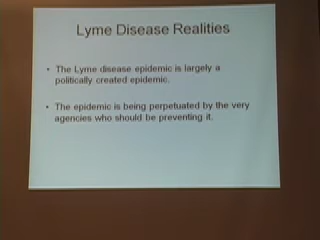 Lyme Disease Realities
• The Lyme disease epidemic is largely a
politically created epidemic.
• The epidemic is being perpetuated by the very
agencies who should be preventing it.